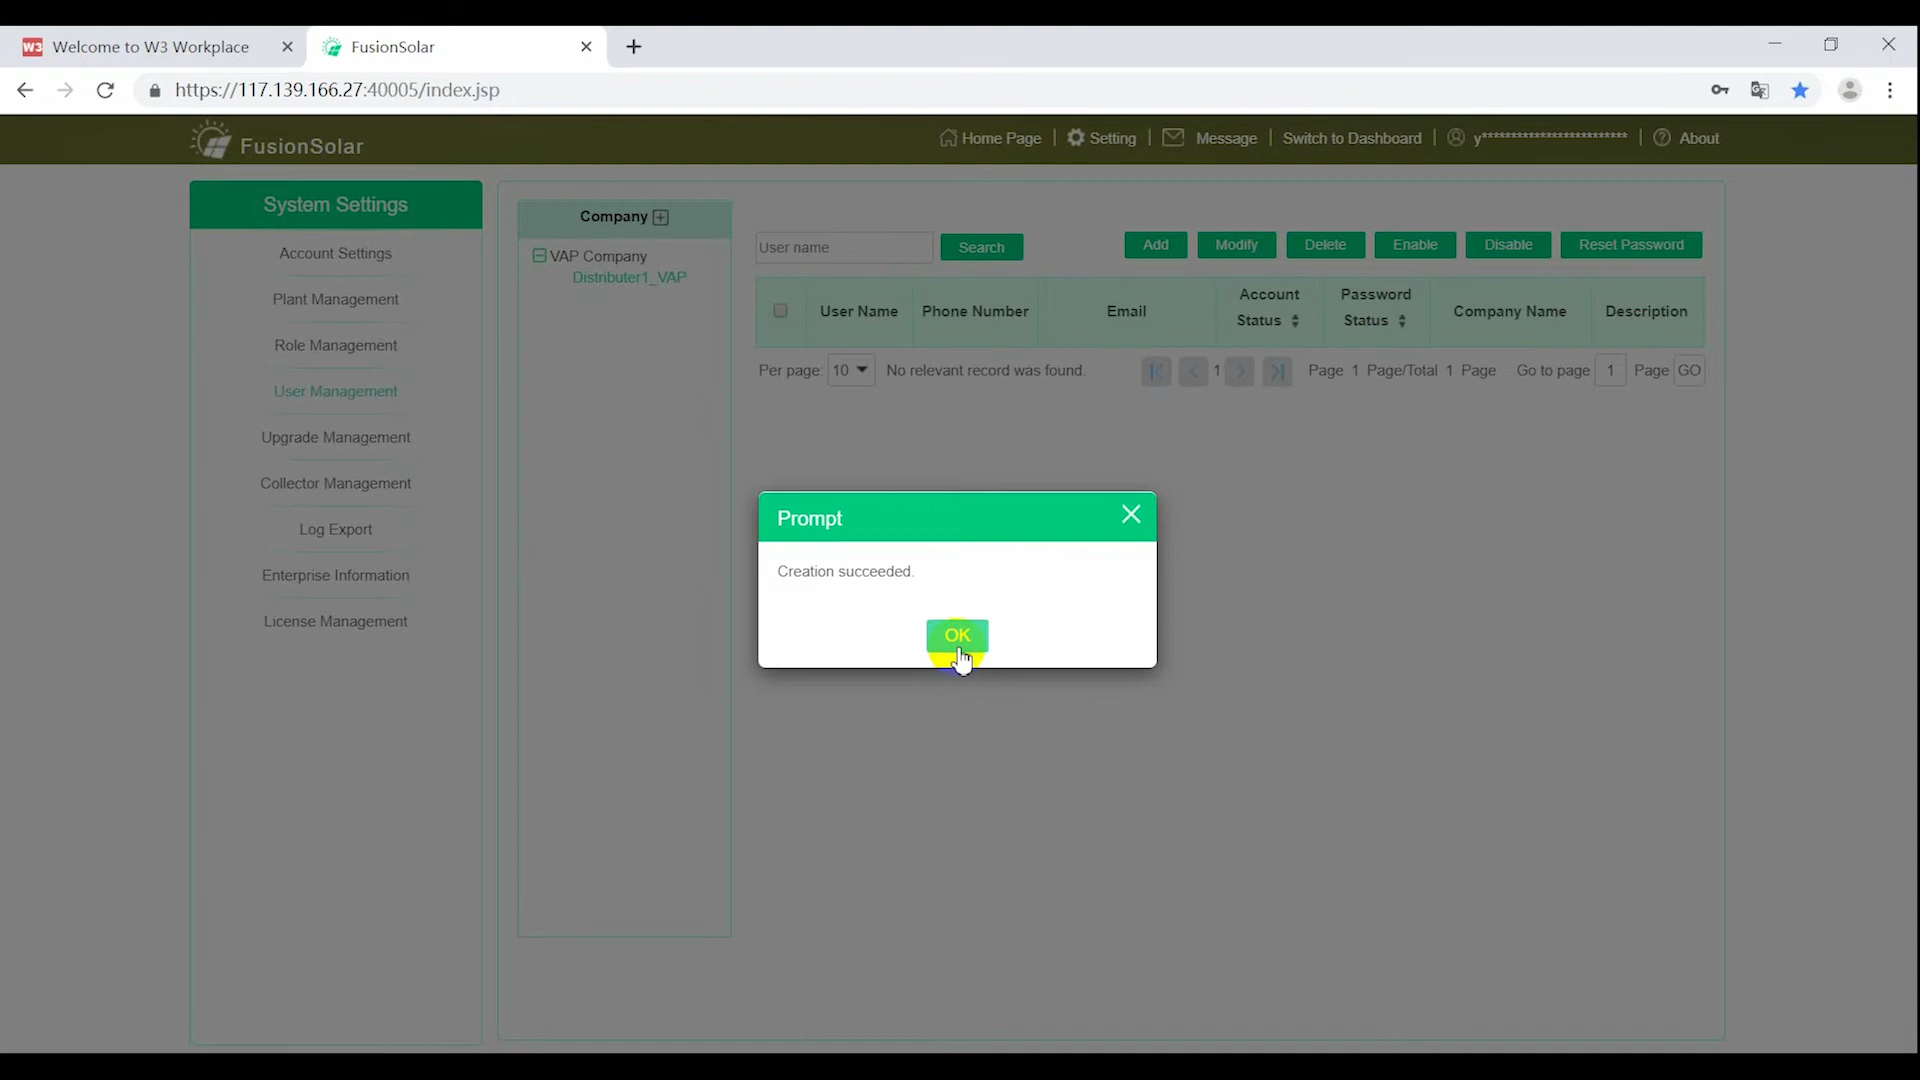 W3 Welcome to W3 Workplace
FusionSolar
https://117.139.166.27:40005/index.jsp
FusionSolar
Home Page | Setting | Message | Switch to Dashboard | y************************* | About
System Settings
Account Settings
Plant Management
Role Management
User Management
Upgrade Management
Collector Management
Log Export
Enterprise Information
License Management
Company
VAP Company
Distributer1_VAP
User name Search Add Modify Delete Enable Disable Reset Password
User Name Phone Number Email Account Status Password Status Company Name Description
Per page: 10 No relevant record was found. 1 Page 1 Page/Total 1 Page Go to page 1 Page GO
Prompt
Creation succeeded.
OK